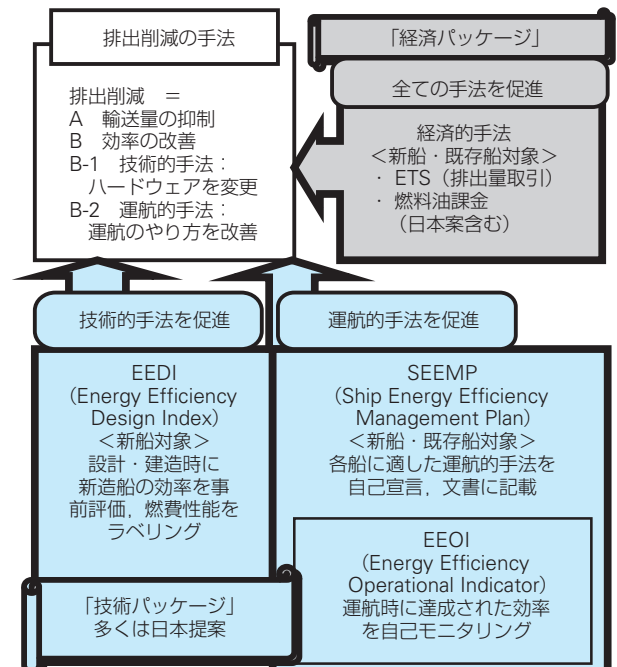 排出削減の手法
排出削減 ＝
A 輸送量の抑制
B 効率の改善
B-1 技術的手法：
ハードウェアを変更
B-2 運航的手法：
運航のやり方を改善
「経済パッケージ」
全ての手法を促進
経済的手法
＜新船・既存船対象＞
・ ETS（排出量取引）
・ 燃料油課金
（日本案含む）
技術的手法を促進
EEDI
(Energy Efficiency
Design Index)
＜新船対象＞
設計・建造時に
新造船の効率を事
前評価，燃費性能を
ラベリング
「技術パッケージ」
多くは日本提案
運航的手法を促進
SEEMP
(Ship Energy Efficiency
Management Plan)
＜新船・既存船対象＞
各船に適した運航的手法を
自己宣言，文書に記載
EEOI
(Energy Efficiency
Operational Indicator)
運航時に達成された効率
を自己モニタリング